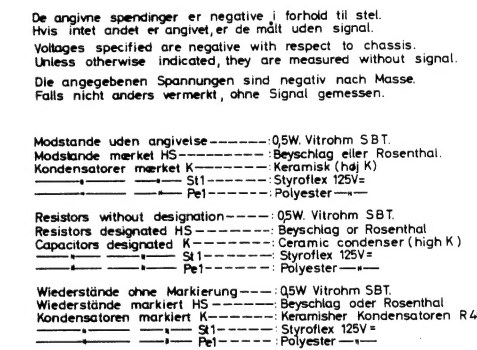 De angivne spendinger er negative i forhold til stel.
Hvis intet andet er angivet, er de målt uden signal.
Voltages specified are negative with respect to chassis.
Unless otherwise indicated, they are measured without signal.
Die angegebenen Spannungen sind negativ nach Masse.
Falls nicht anders vermerkt, ohne Signal gemessen.
Modstande uden angivelse------: 0,5W. Vitrohm SBT.
Modstande mærket HS---------: Beyschlag eller Rosenthal.
Kondensatorer mærket K-------: Keramisk (høj K)
——"—— ——"—— St1------: Styroflex 125V=
——"—— ——"—— Pe1------: Polyester—"—
Resistors without designation-----: 0,5W. Vitrohm SBT.
Resistors designated HS--------: Beyschlag or Rosenthal
Capacitors designated K--------: Ceramic condenser (high K)
——"—— ——"—— St1------: Styroflex 125V=
——"—— ——"—— Pe1------: Polyester—"—
Wiederstände ohne Markierung----: 0,5W Vitrohm SBT.
Wiederstände markiert HS------: Beyschlag oder Rosenthal
Kondensatoren markiert K------: Keramisher Kondensatoren R4
——"—— ——"—— St1-----: Styroflex 125V=
——"—— ——"—— Pe1-----: Polyester—"—